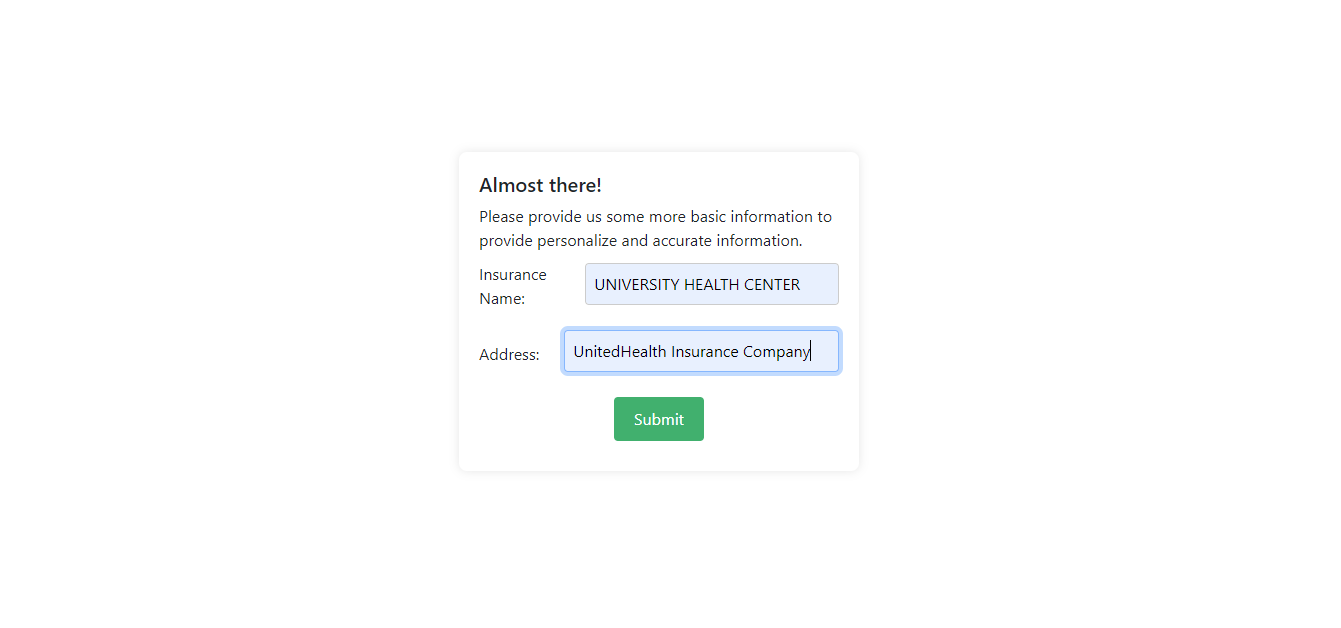 Almost there!
Please provide us some more basic information to
provide personalize and accurate information.
Insurance
Name:
UNIVERSITY HEALTH CENTER
Address:
UnitedHealth Insurance Company
Submit